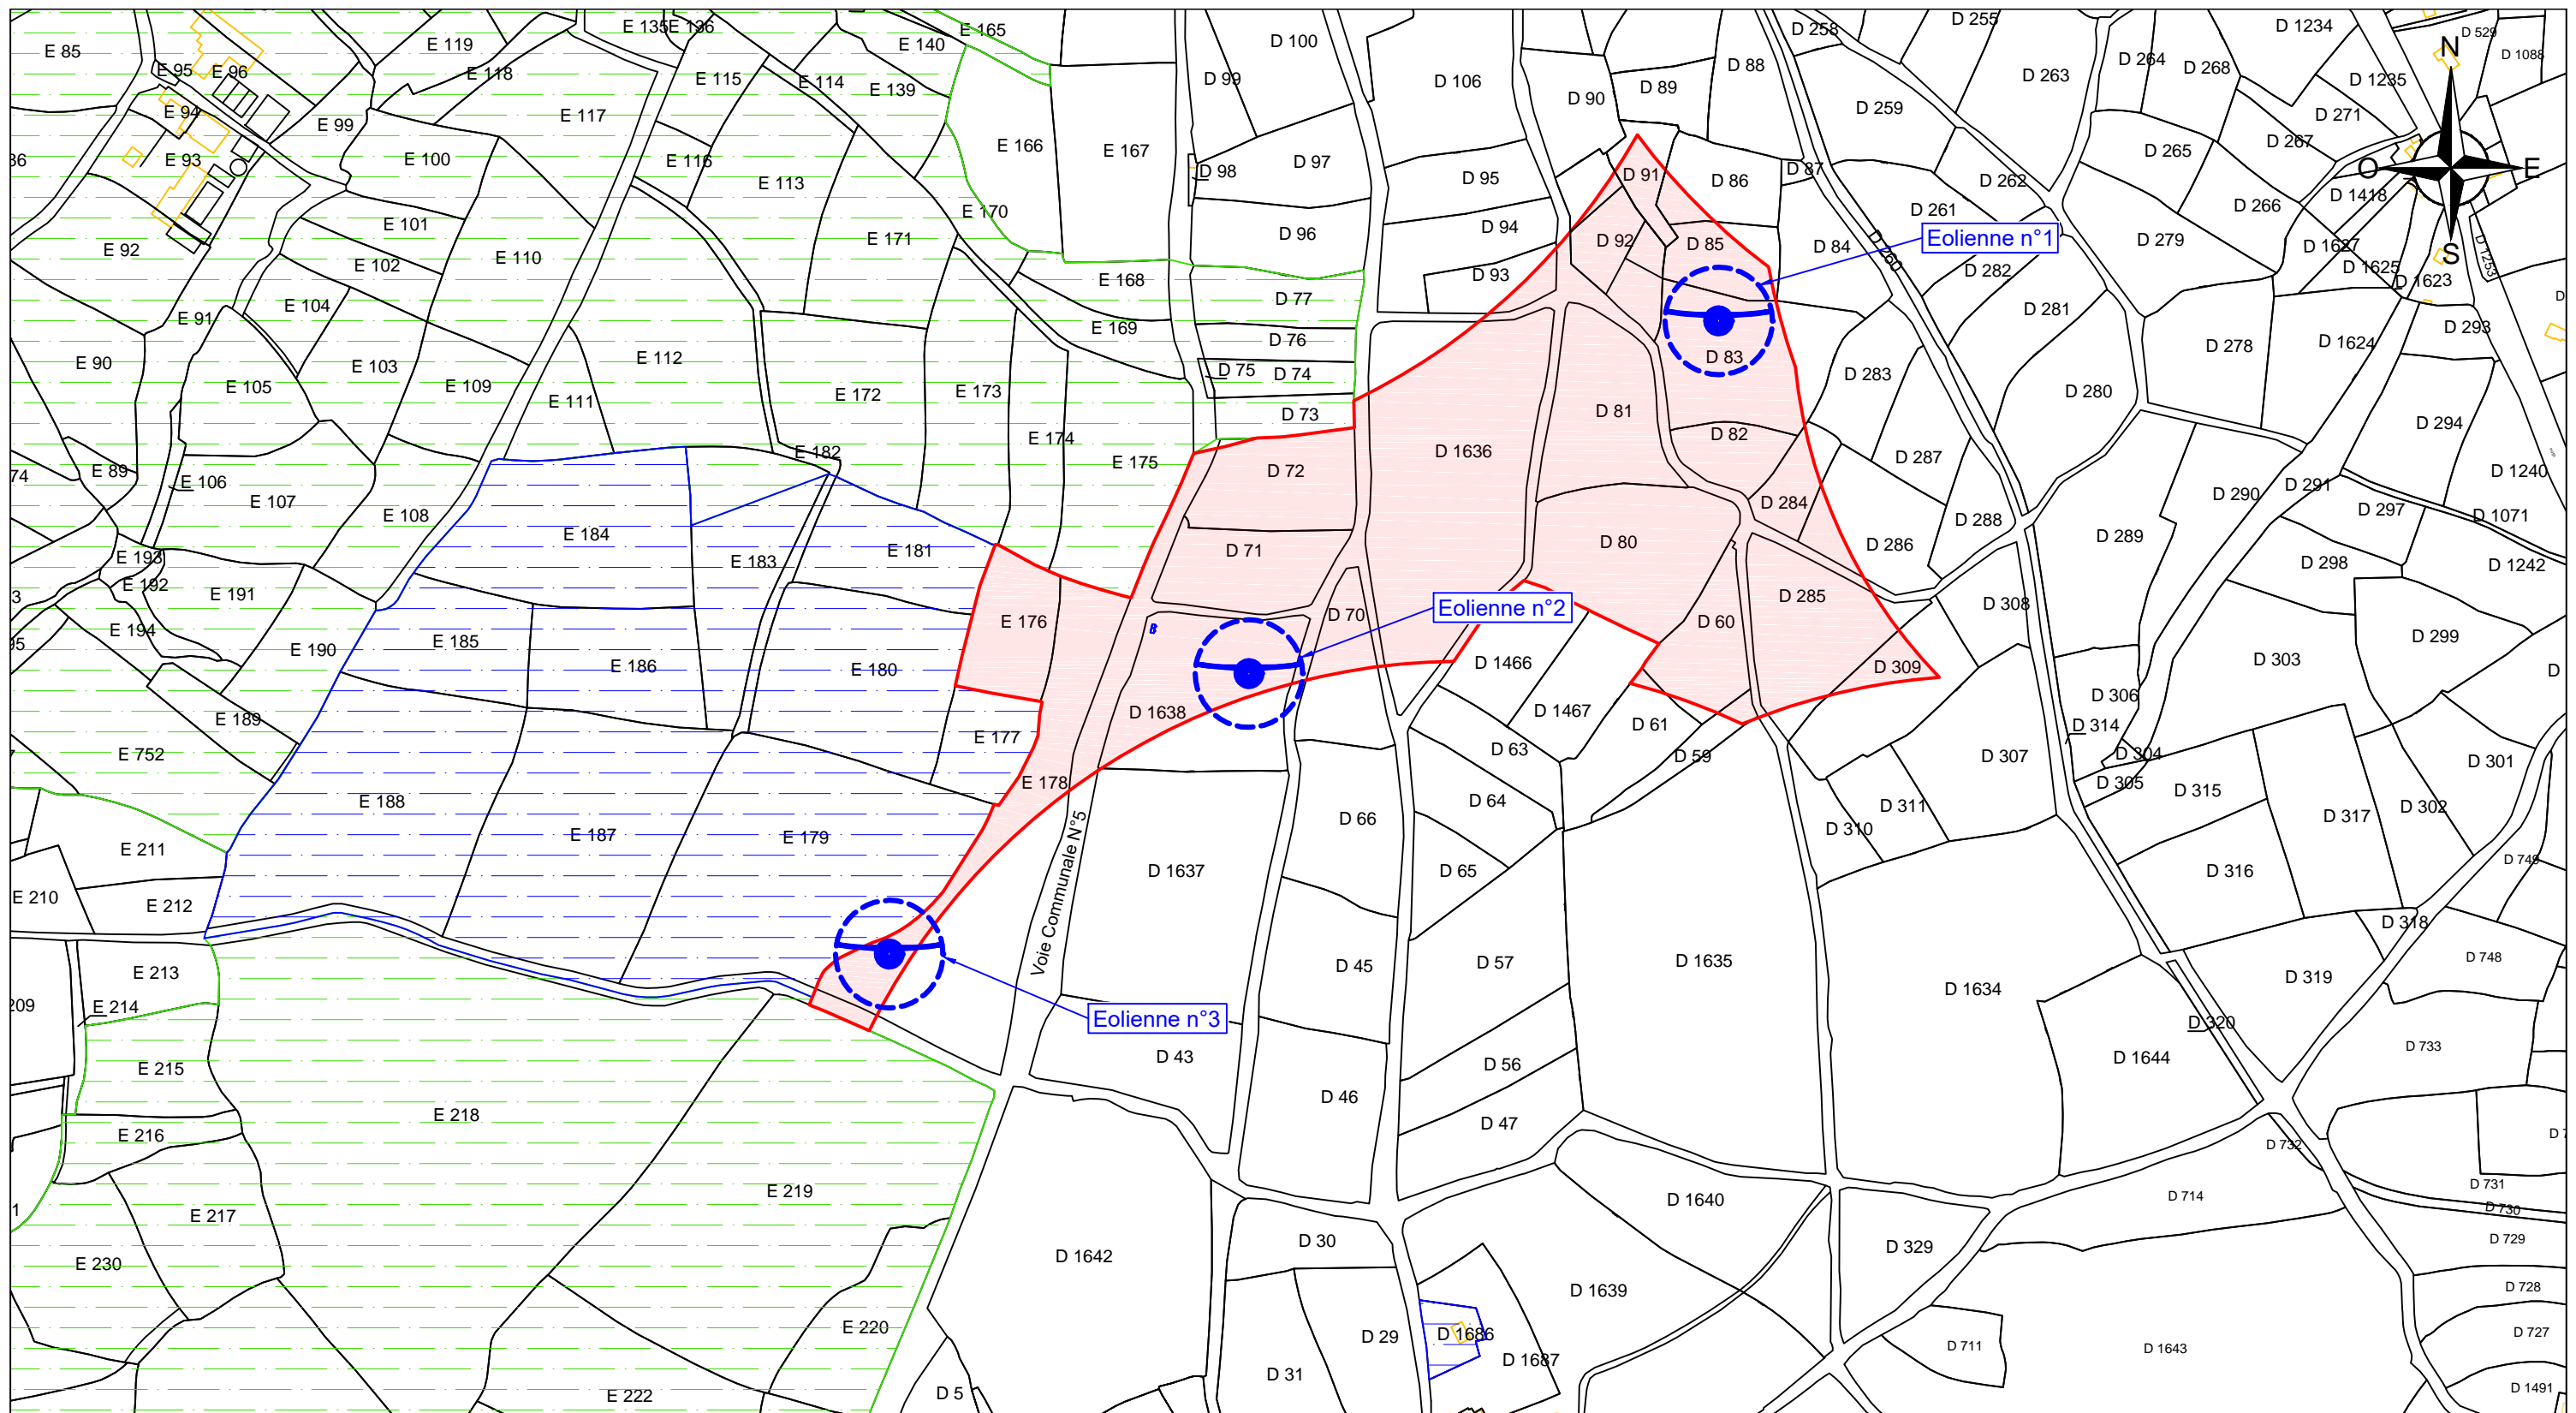 E 85
E 119
E 135
E 136
E 140
E 165
D 100
D 106
D 258
D 255
D 1234
N
D 529
D 1088
E 95
E 96
E 118
E 115
E 114
E 139
D 99
D 90
D 89
D 88
D 259
D 263
D 264
D 268
D 1235
D 271
E 94
E 99
E 117
E 166
E 167
D 97
D 98
D 95
D 91
D 86
D 87
D 262
D 265
D 267
O
E
E 93
E 100
E 116
E 113
E 170
D 96
D 94
D 92
D 85
D 84
D 60
D 261
Eolienne n°1
D 279
D 266
D 1418
D 1627
D 1625
D 1623
S
D 1253
E 92
E 101
E 102
E 110
E 171
E 168
D 77
D 93
D 282
D 281
E 91
E 104
E 169
D 76
D 83
D 278
D 1624
D 293
E 90
E 105
E 103
E 109
E 112
E 111
E 172
E 173
D 75
D 74
D 73
D 81
D 82
D 283
D 280
D 294
E 89
E 106
E 107
E 108
E 182
E 174
E 175
D 72
D 1636
D 284
D 287
D 288
D 290
D 291
D 297
D 1240
D 1071
E 193
E 192
E 191
E 184
E 183
E 181
D 71
D 80
D 286
D 289
D 298
D 1242
E 194
E 190
E 185
E 186
E 180
E 176
D 70
Eolienne n°2
D 60
D 285
D 308
D 299
D 1466
D 309
D 303
E 189
E 752
E 177
D 1638
D 1467
D 61
D 63
D 59
D 306
D 314
D 307
D 304
D 305
D 301
E 188
E 187
E 179
E 178
D 66
D 64
D 311
D 310
D 315
D 317
D 302
E 211
E 210
E 212
Voie Communale N°5
D 1637
D 65
D 316
D 749
D 318
E 213
E 214
D 45
D 57
D 1635
D 1634
D 319
D 748
209
Eolienne n°3
D 320
E 215
D 43
D 56
D 1644
D 733
E 218
E 216
D 46
D 47
D 732
E 219
E 217
D 1640
D 714
D 731
D 730
E 230
D 1642
D 30
D 1639
D 329
D 729
D 728
E 220
D 29
D 1686
D 1687
D 711
D 1643
D 727
E 222
D 5
D 31
D 1491